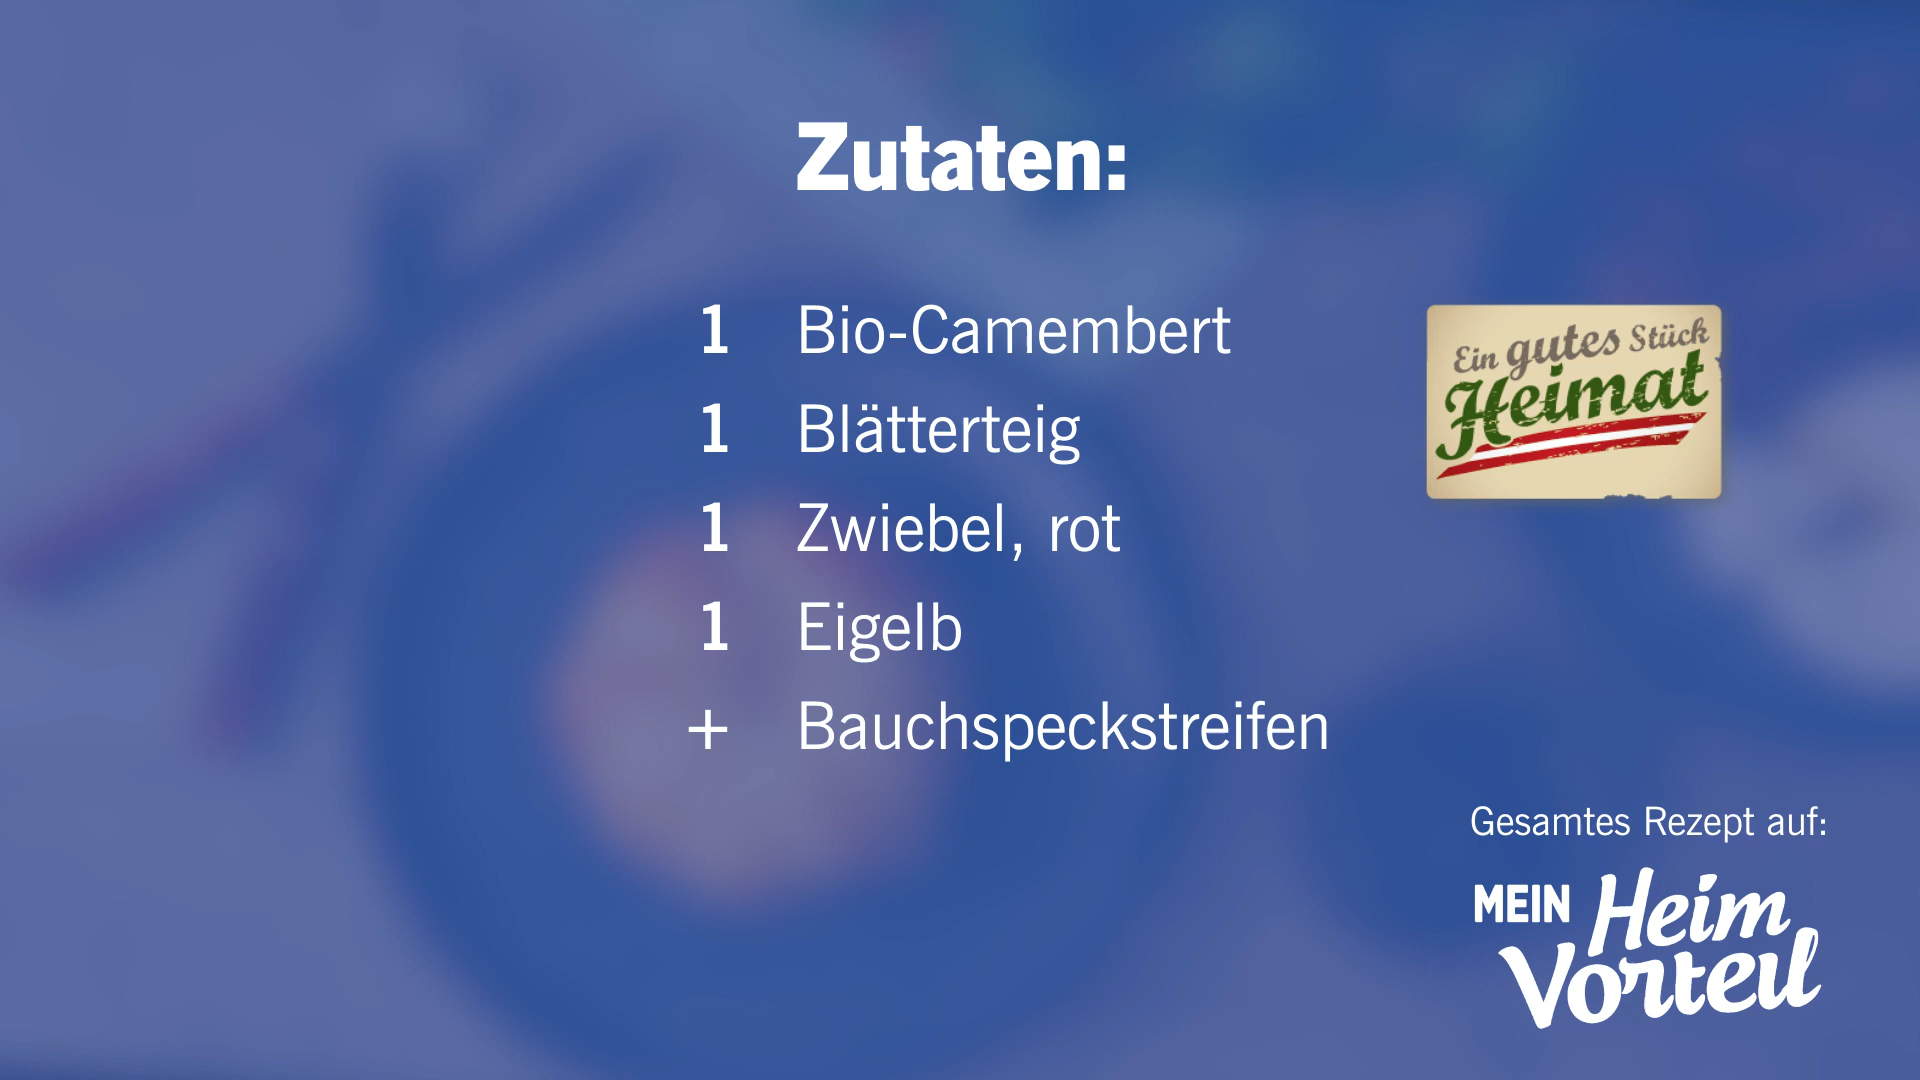 Zutaten:
1 Bio-Camembert
1 Blätterteig
1 Zwiebel, rot
1 Eigelb
+ Bauchspeckstreifen
Ein gutes Stück
Heimat
Gesamtes Rezept auf:
MEIN Heim
Vorteil